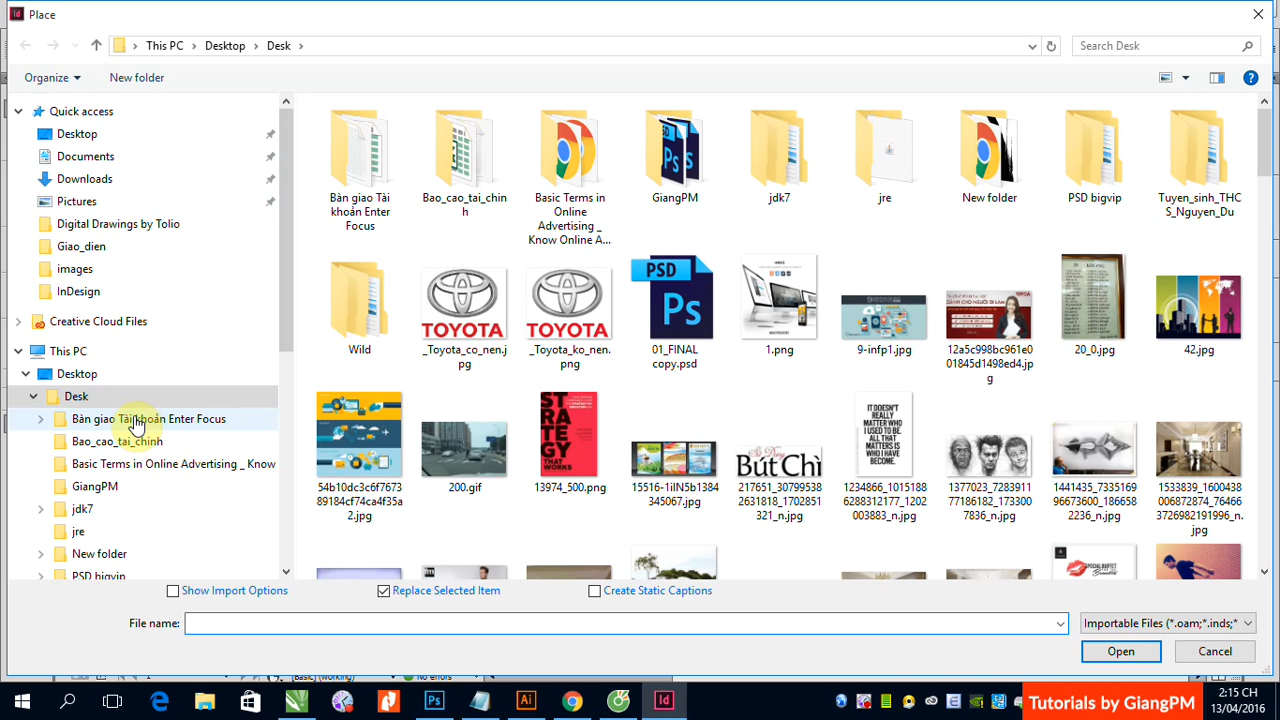 Place
This PC > Desktop > Desk >
Search Desk
Organize
New folder
Quick access
Desktop
Documents
Downloads
Pictures
Digital Drawings by Tolio
Giao_dien
images
InDesign
Creative Cloud Files
This PC
Desktop
Desk
Bàn giao Tài khoản Enter Focus
Bao_cao_tai_chinh
Basic Terms in Online Advertising _ Know
GiangPM
jdk7
jre
New folder
PSD bigvip
Bàn giao Tài
khoản Enter
Focus
Bao_cao_tai_chin
h
Basic Terms in
Online
Advertising _
Know Online A...
GiangPM
jdk7
jre
New folder
PSD bigvip
Tuyen_sinh_THC
S_Nguyen_Du
Wild
TOYOTA
_Toyota_co_nen.j
pg
TOYOTA
_Toyota_ko_nen.
png
PSD
Ps
01_FINAL
copy.psd
1.png
9-infp1.jpg
12a5c998bc961e0
01845d1498ed4.jp
g
20_0.jpg
42.jpg
54b10dc3c6f7673
89184cf74ca4f35a
2.jpg
200.gif
STR
ATE
GY
THAT
WORKS
13974_500.png
15516-1iIN5b1384
345067.jpg
ButChì
217651_30799538
2631818_1702851
321_n.jpg
IT DOESN'T
REALLY
MATTER
WHO I USED
TO BE.
ALL THAT
MATTERS IS
WHO I HAVE
BECOME.
1234866_1015188
6288312177_1202
003883_n.jpg
1377023_7283911
77186182_173300
7836_n.jpg
1441435_7335169
96673600_186658
2236_n.jpg
1533839_1600438
006872874_76466
3726982191996_n.
jpg
Show Import Options
Replace Selected Item
Create Static Captions
File name:
Importable Files (*.oam;*.inds;*
Open
Cancel
Tutorials by GiangPM
2:15 CH
13/04/2016